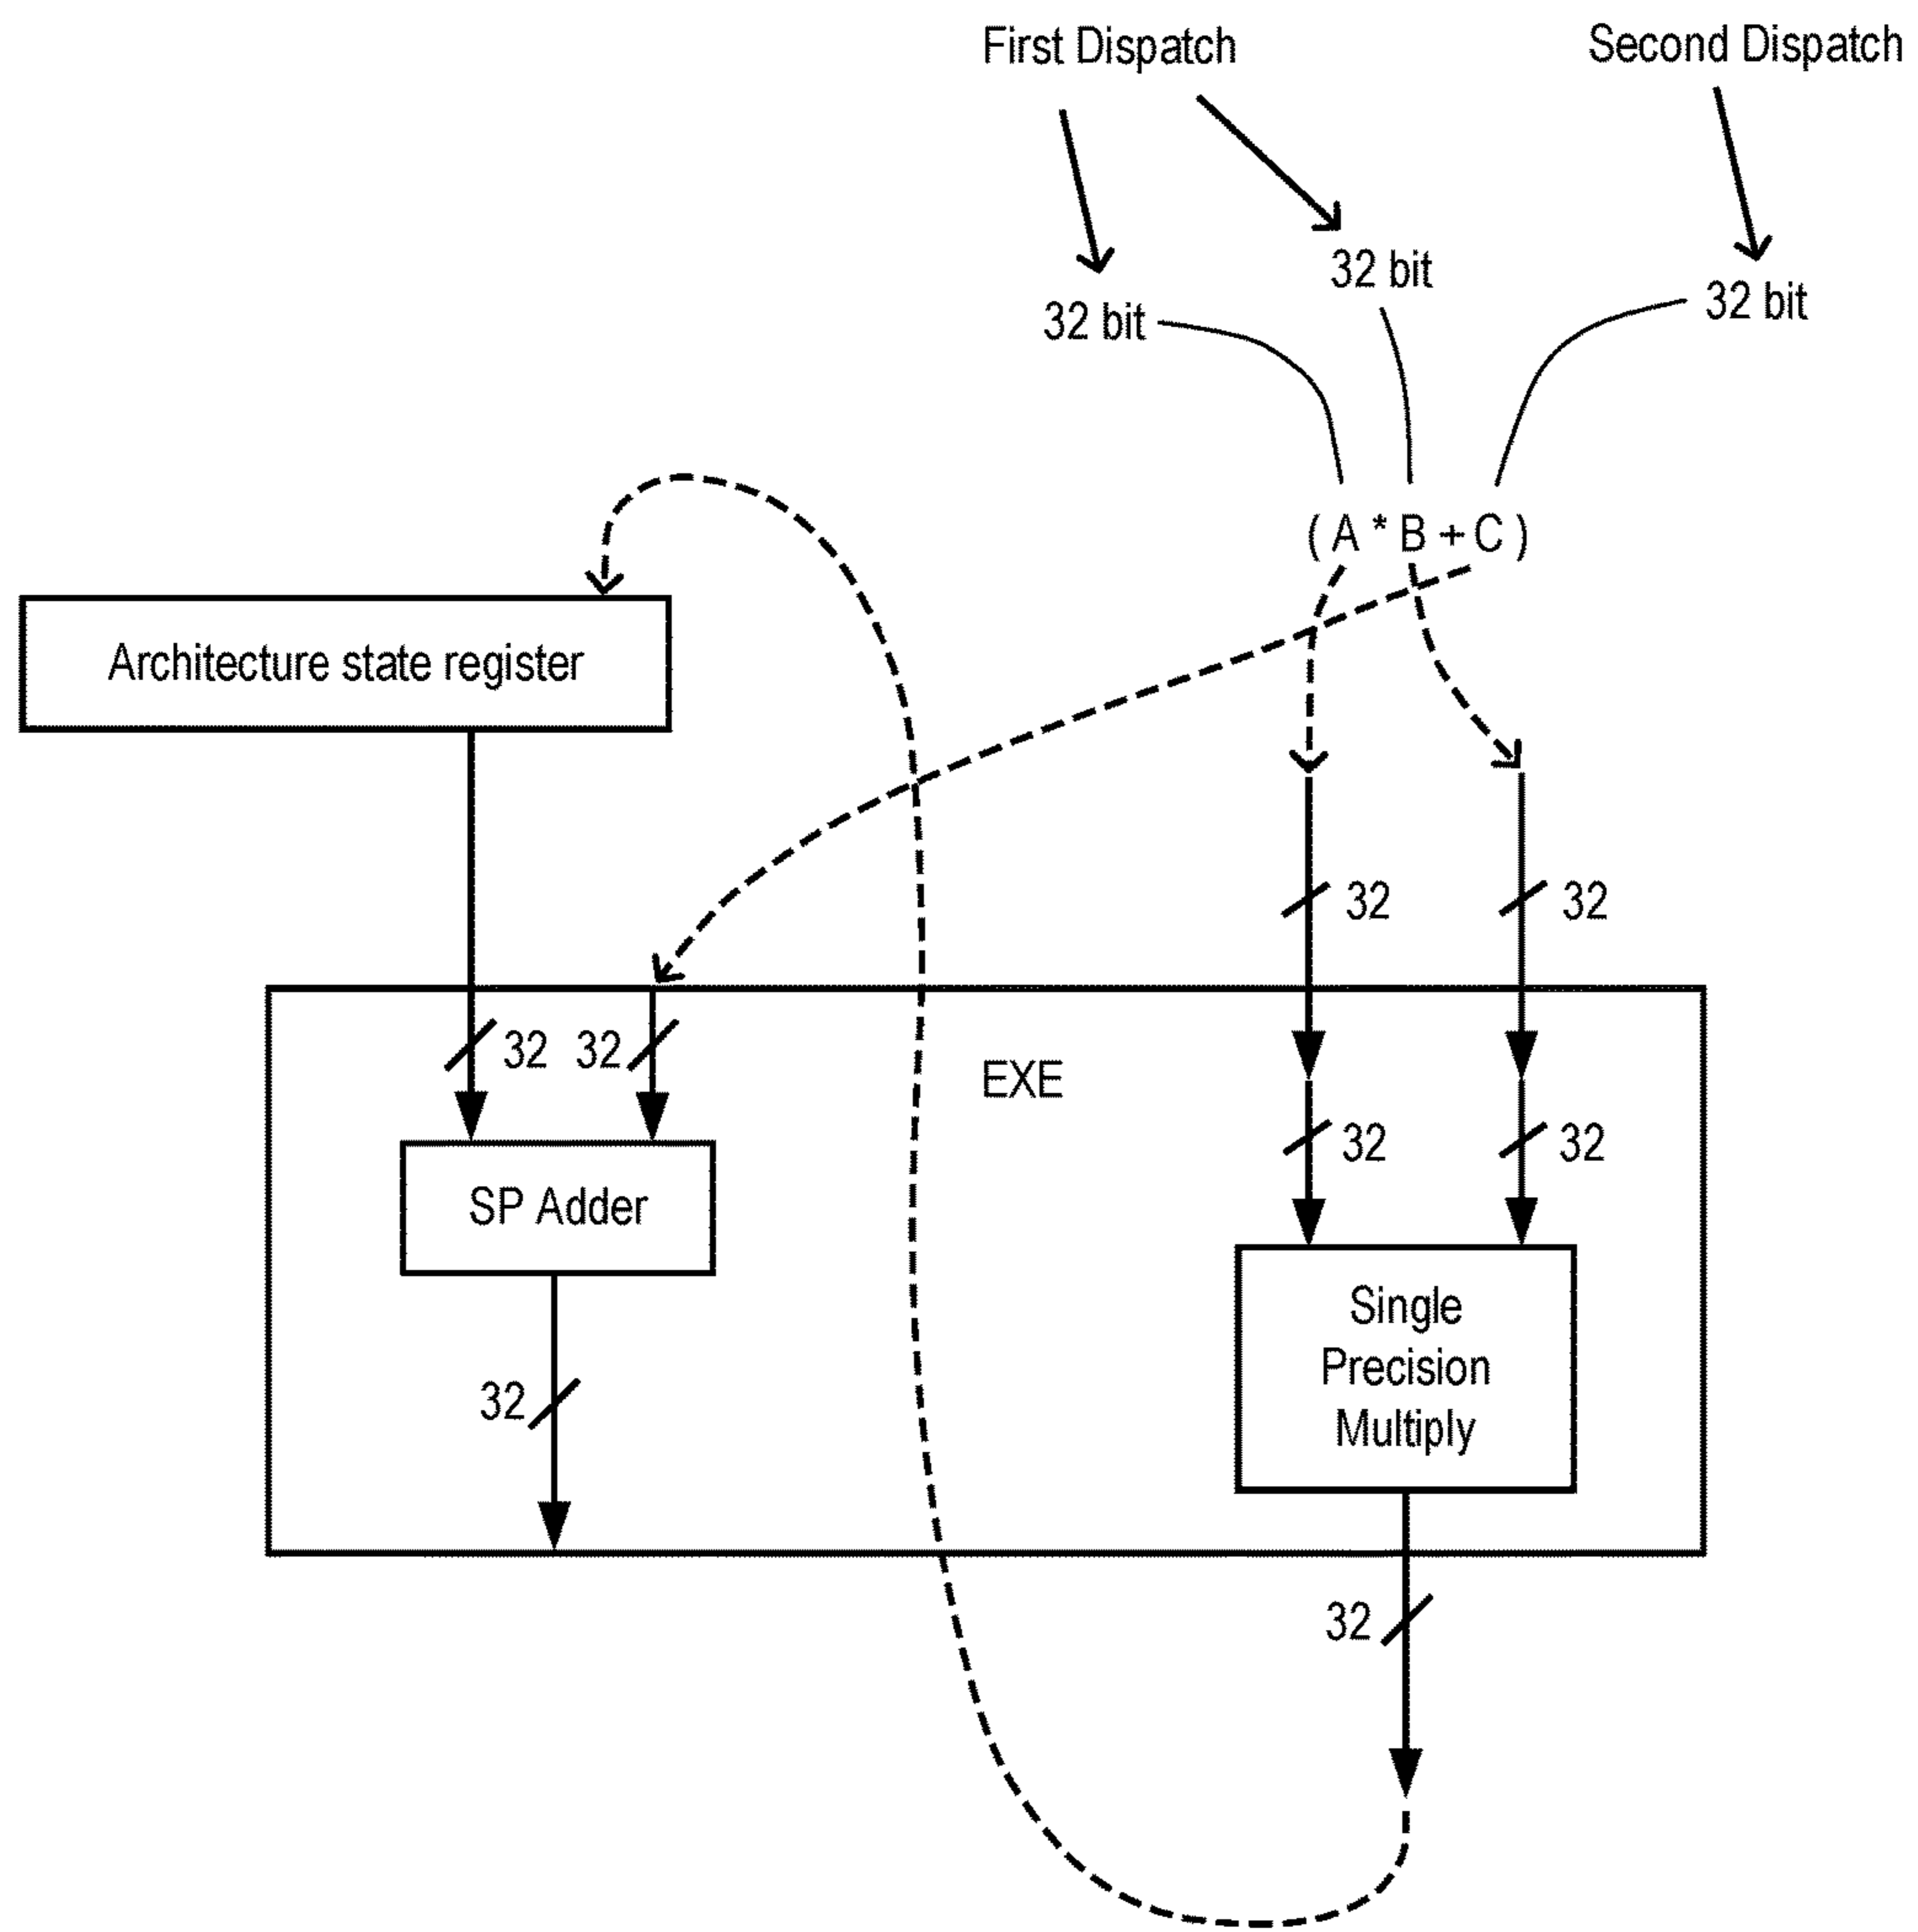 First Dispatch
Second Dispatch
32 bit
32 bit
32 bit
( A * B + C )
Architecture state register
32
32
32
32
EXE
32
32
SP Adder
Single
Precision
Multiply
32
32